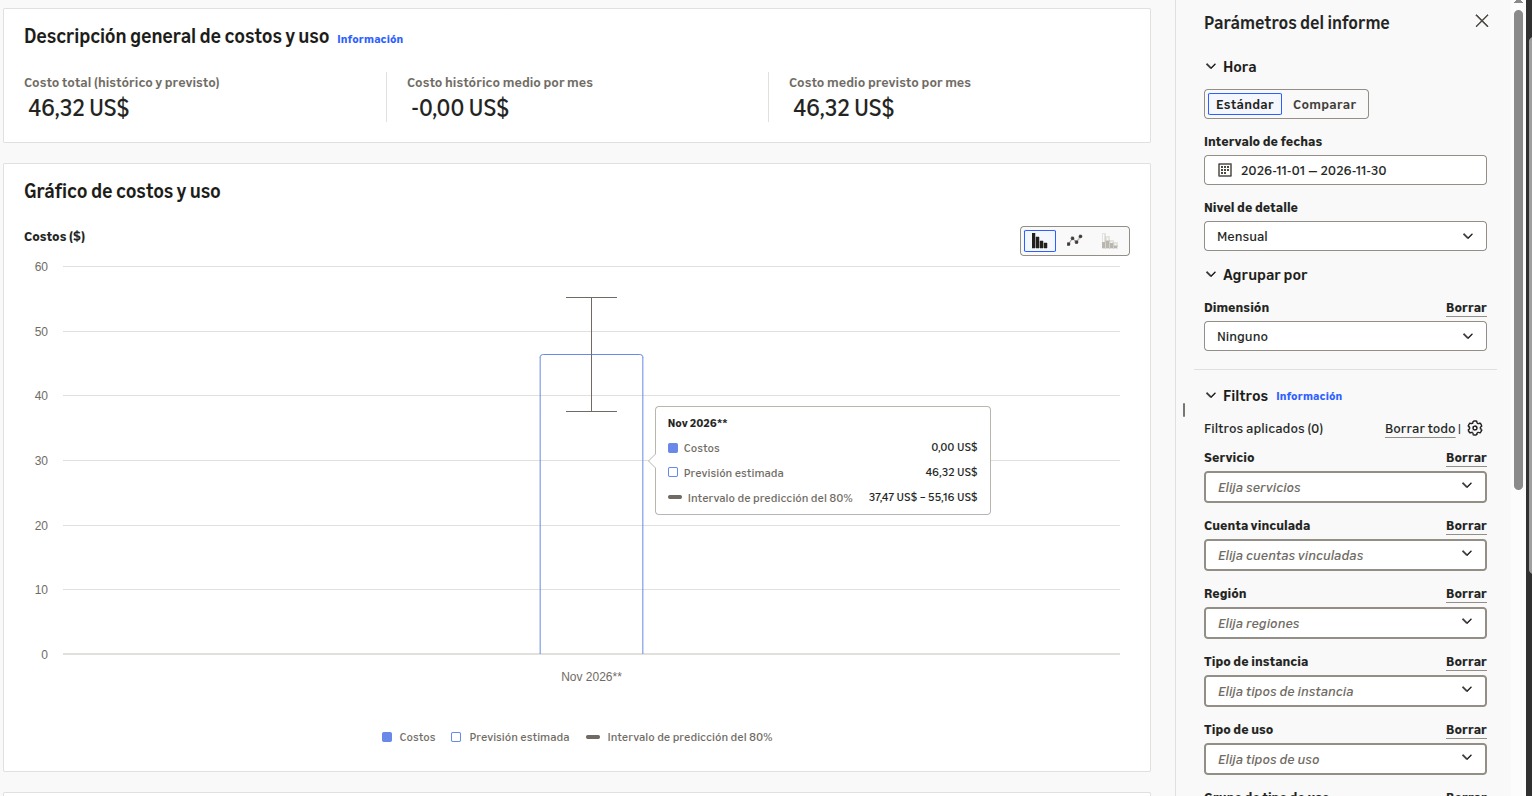 Descripción general de costos y uso Información
Costo total (histórico y previsto)
46,32 US$
Costo histórico medio por mes
-0,00 US$
Costo medio previsto por mes
46,32 US$
Gráfico de costos y uso
Costos ($)
60
50
40
30
20
10
0
Nov 2026**
Costos 0,00 US$
Previsión estimada 46,32 US$
Intervalo de predicción del 80% 37,47 US$ – 55,16 US$
Nov 2026**
Costos Previsión estimada Intervalo de predicción del 80%
Parámetros del informe
Hora
Estándar Comparar
Intervalo de fechas
2026-11-01 — 2026-11-30
Nivel de detalle
Mensual
Agrupar por
Dimensión Borrar
Ninguno
Filtros Información
Filtros aplicados (0) Borrar todo |
Servicio Borrar
Elija servicios
Cuenta vinculada Borrar
Elija cuentas vinculadas
Región Borrar
Elija regiones
Tipo de instancia Borrar
Elija tipos de instancia
Tipo de uso Borrar
Elija tipos de uso